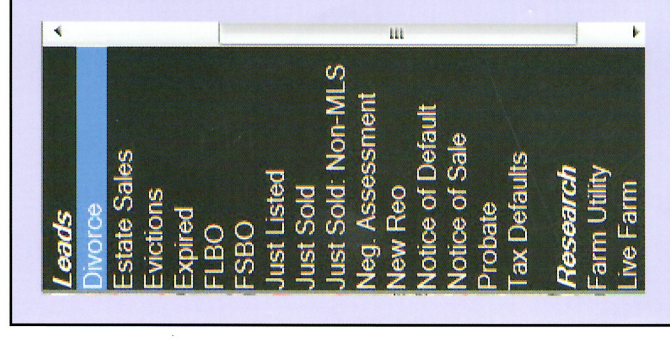 Leads
Divorce
Estate Sales
Evictions
Expired
FLBO
FSBO
Just Listed
Just Sold
Just Sold: Non-MLS
Neg. Assessment
New Reo
Notice of Default
Notice of Sale
Probate
Tax Defaults
Research
Farm Utility
Live Farm